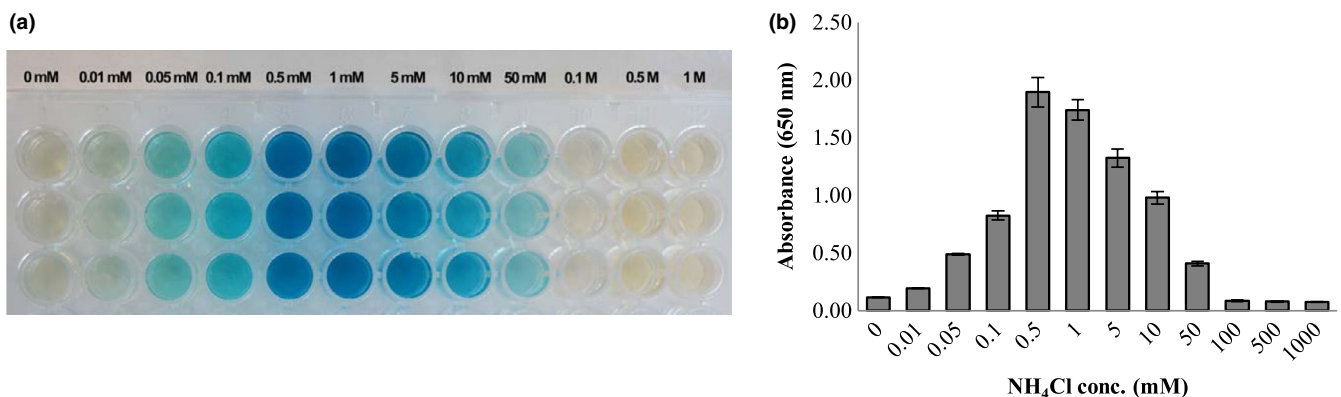 (a)
0 mM 0.01 mM 0.05 mM 0.1 mM 0.5 mM 1 mM 5 mM 10 mM 50 mM 0.1 M 0.5 M 1 M
(b)
Absorbance (650 nm)
2.50
2.00
1.50
1.00
0.50
0.00
0 0.01 0.05 0.1 0.5 1 5 10 50 100 500 1000
NH₄Cl conc. (mM)